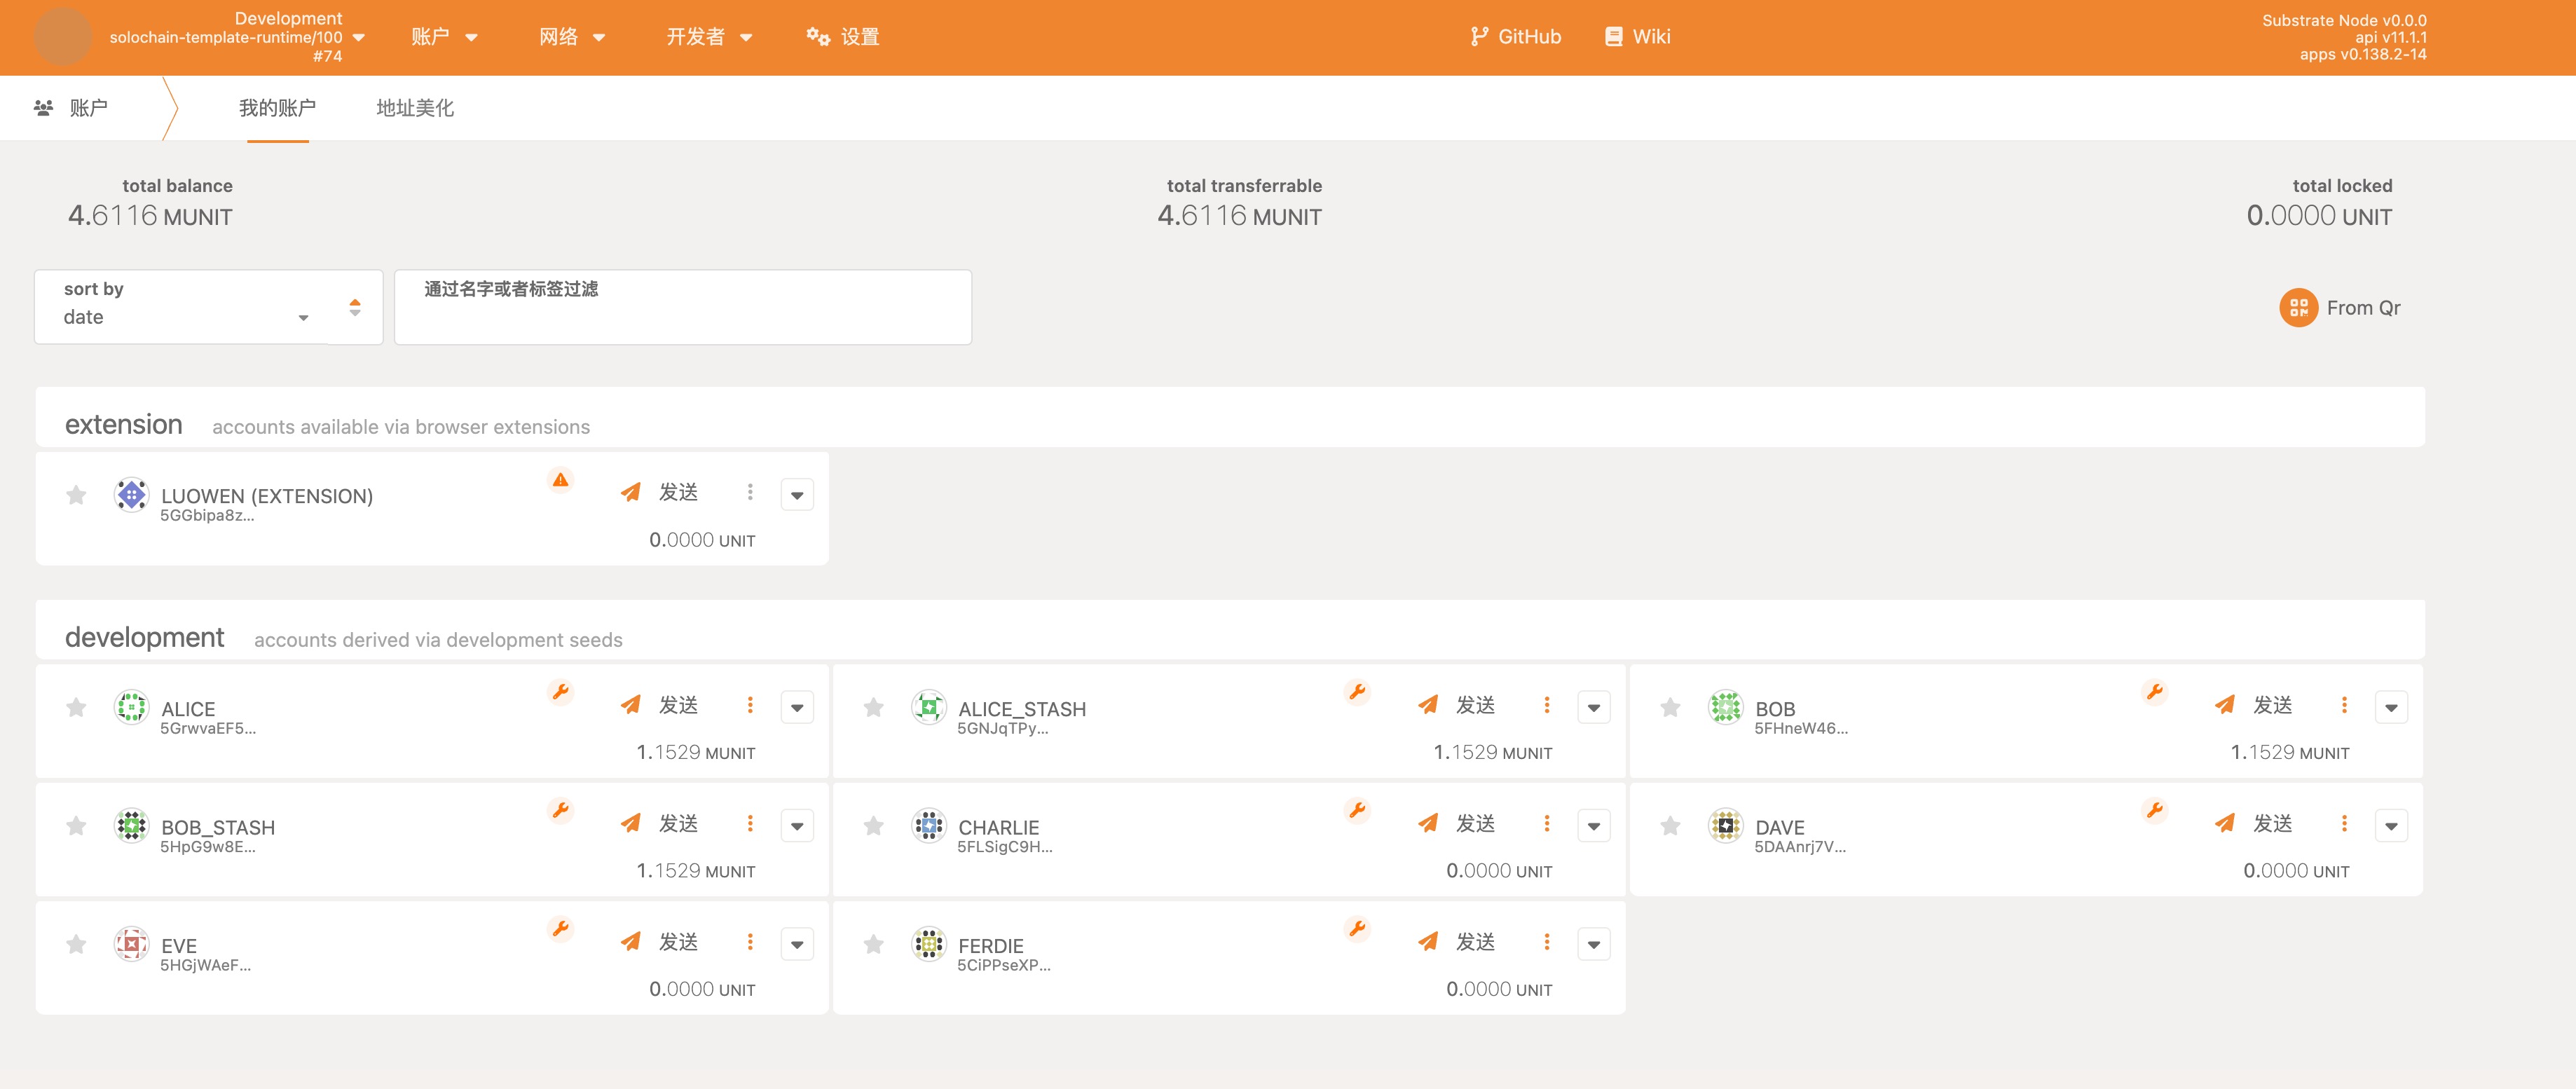 Development
solochain-template-runtime/100
#74
账户
网络
开发者
设置
GitHub
Wiki
Substrate Node v0.0.0
api v11.1.1
apps v0.138.2-14
账户
我的账户
地址美化
total balance
4.6116 MUNIT
total transferrable
4.6116 MUNIT
total locked
0.0000 UNIT
sort by
date
通过名字或者标签过滤
From Qr
extension accounts available via browser extensions
LUOWEN (EXTENSION)
5GGbipa8z...
发送
0.0000 UNIT
development accounts derived via development seeds
ALICE
5GrwvaEF5...
发送
1.1529 MUNIT
ALICE_STASH
5GNJqTPy...
发送
1.1529 MUNIT
BOB
5FHneW46...
发送
1.1529 MUNIT
BOB_STASH
5HpG9w8E...
发送
1.1529 MUNIT
CHARLIE
5FLSigC9H...
发送
0.0000 UNIT
DAVE
5DAAnrj7V...
发送
0.0000 UNIT
EVE
5HGjWAeF...
发送
0.0000 UNIT
FERDIE
5CiPPseXP...
发送
0.0000 UNIT